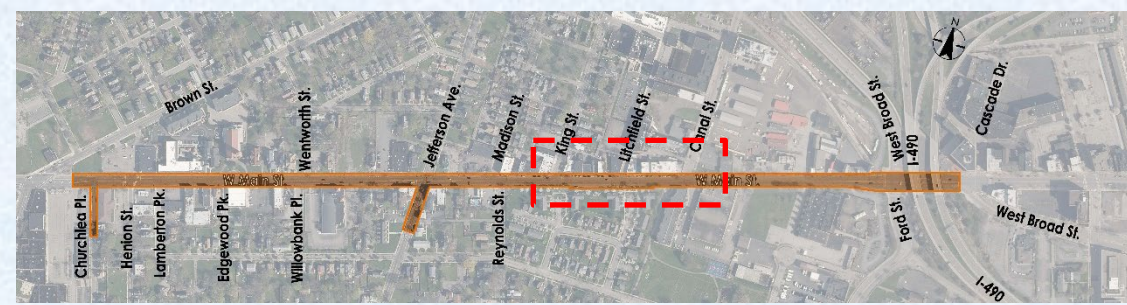 N
Brown St.
Wentworth St.
Jefferson Ave.
Madison St.
King St.
Litchfield St.
Canal St.
West Broad St.
I-490
Cascade Dr.
W. Main St.
W. Main St.
Churchlea Pl.
Henion St.
Lamberton Pk.
Edgewood Pk.
Willowbank Pl.
Reynolds St.
Ford St.
West Broad St.
I-490